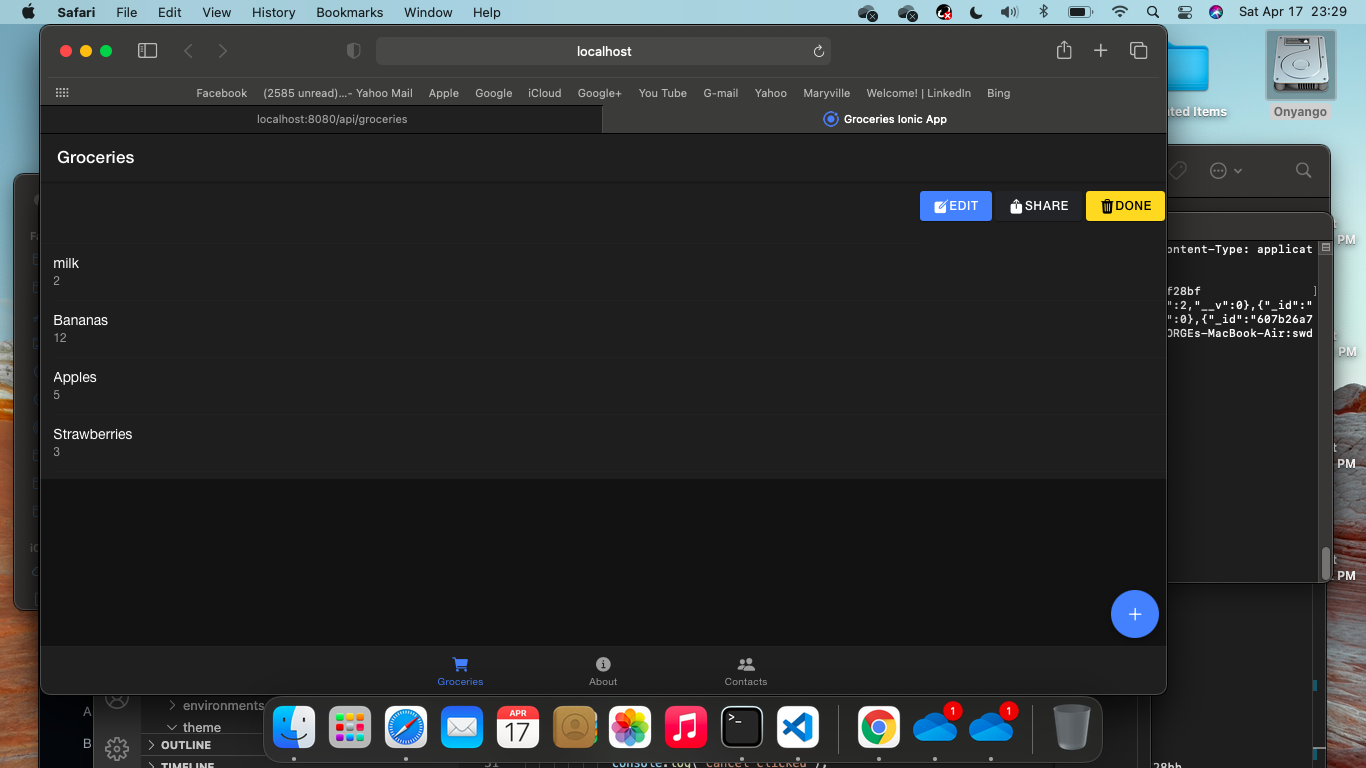 Safari File Edit View History Bookmarks Window Help Sat Apr 17 23:29
localhost
Facebook (2585 unread)...- Yahoo Mail Apple Google iCloud Google+ You Tube G-mail Yahoo Maryville Welcome! | LinkedIn Bing
localhost:8080/api/groceries Groceries Ionic App
ted Items Onyango
Groceries
EDIT SHARE DONE
PM
ontent-Type: applicat
milk
2
f28bf ]
":2,"__v":0},{"_id":"
":0},{"_id":"607b26a7
ORGEs-MacBook-Air:swd
Bananas
12
PM
Apples
5
Strawberries
3
PM
PM
+
Groceries About Contacts
environments
theme
OUTLINE
TIMELINE
APR
17
1 1
console.log('Cancel clicked');
28bb